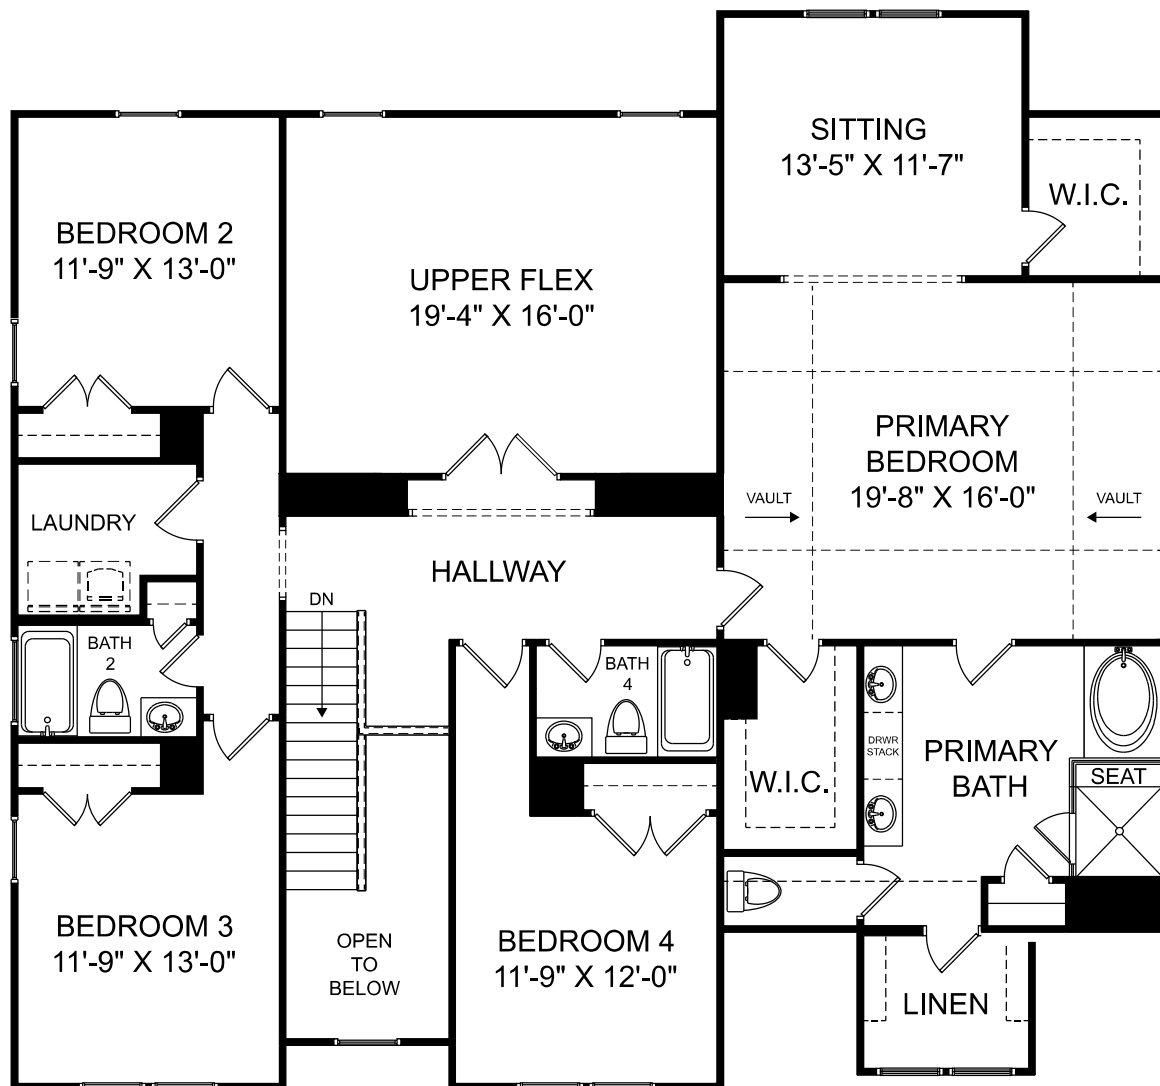 SITTING
13'-5" X 11'-7"
W.I.C.
BEDROOM 2
11'-9" X 13'-0"
UPPER FLEX
19'-4" X 16'-0"
PRIMARY
BEDROOM
19'-8" X 16'-0"
VAULT
VAULT
LAUNDRY
HALLWAY
DN
BATH
2
BATH
4
DRWR
STACK
PRIMARY
BATH
SEAT
W.I.C.
BEDROOM 3
11'-9" X 13'-0"
OPEN
TO
BELOW
BEDROOM 4
11'-9" X 12'-0"
LINEN